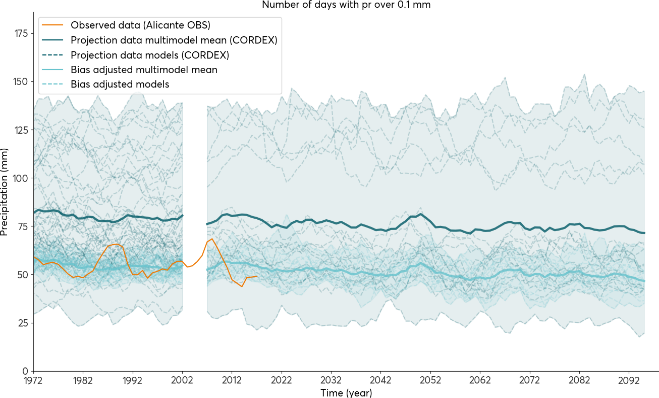 Number of days with pr over 0.1 mm
Observed data (Alicante OBS)
Projection data multimodel mean (CORDEX)
Projection data models (CORDEX)
Bias adjusted multimodel mean
Bias adjusted models
Precipitation (mm)
175
150
125
100
75
50
25
0
1972 1982 1992 2002 2012 2022 2032 2042 2052 2062 2072 2082 2092
Time (year)